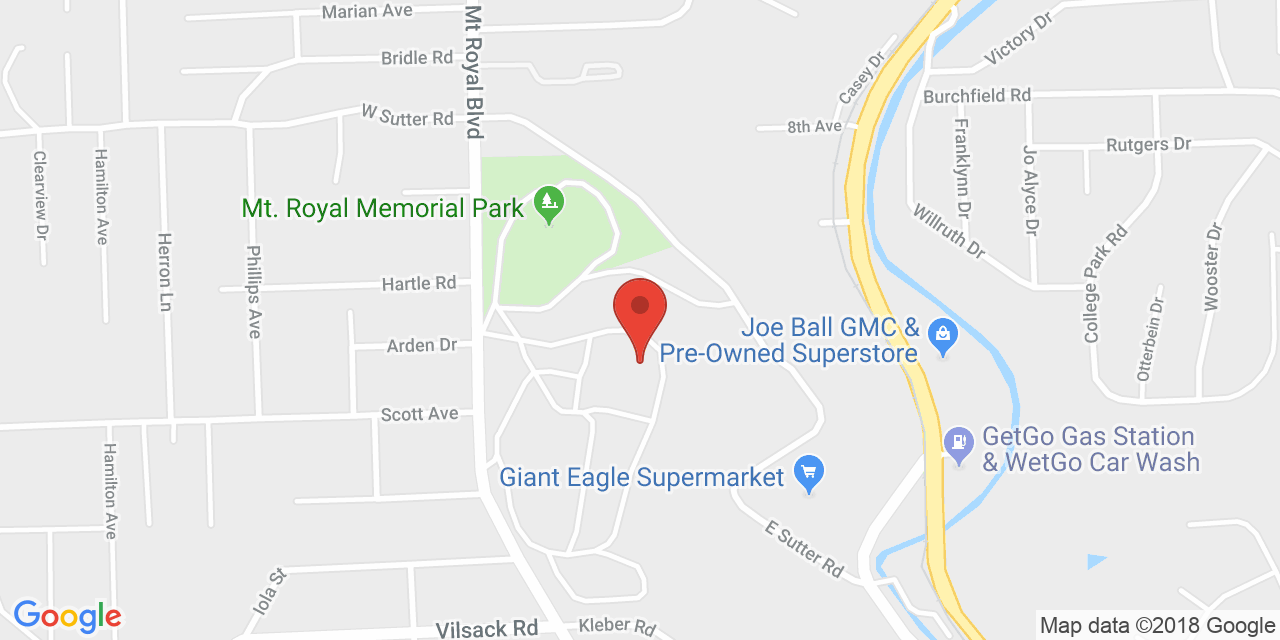 Marian Ave
Mt Royal Blvd
Bridle Rd
W Sutter Rd
Casey Dr
Victory Dr
Burchfield Rd
8th Ave
Franklynn Dr
Jo Alyce Dr
Rutgers Dr
Clearview Dr
Hamilton Ave
Herron Ln
Phillips Ave
Mt. Royal Memorial Park
Willruth Dr
College Park Rd
Wooster Dr
Otterbein Dr
Hartle Rd
Arden Dr
Joe Ball GMC &
Pre-Owned Superstore
Scott Ave
Hamilton Ave
GetGo Gas Station
& WetGo Car Wash
Giant Eagle Supermarket
E Sutter Rd
Iola St
Google
Vilsack Rd
Kleber Rd
Map data ©2018 Google